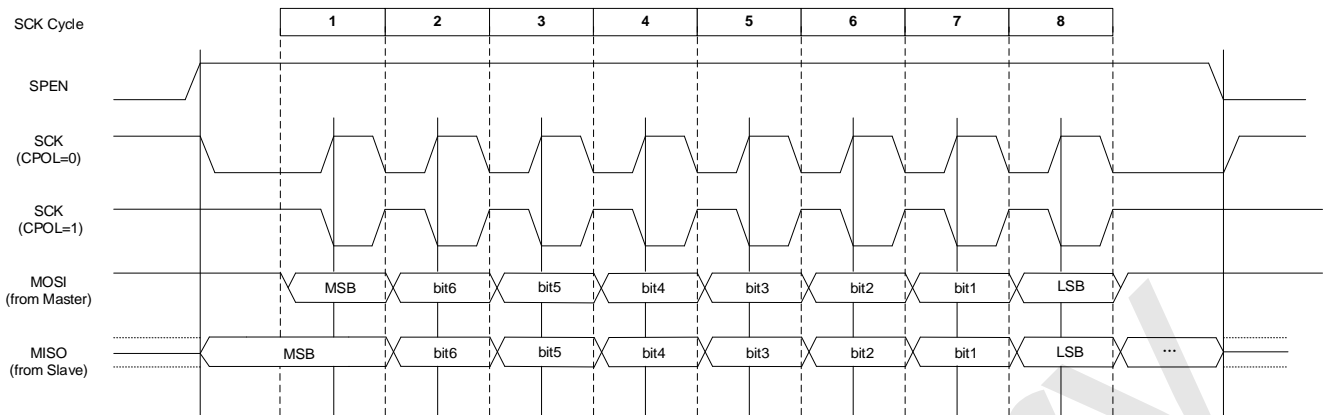 SCK Cycle 1 2 3 4 5 6 7 8
SPEN
SCK
(CPOL=0)
SCK
(CPOL=1)
MOSI
(from Master)
MSB bit6 bit5 bit4 bit3 bit2 bit1 LSB
MISO
(from Slave)
MSB bit6 bit5 bit4 bit3 bit2 bit1 LSB ...